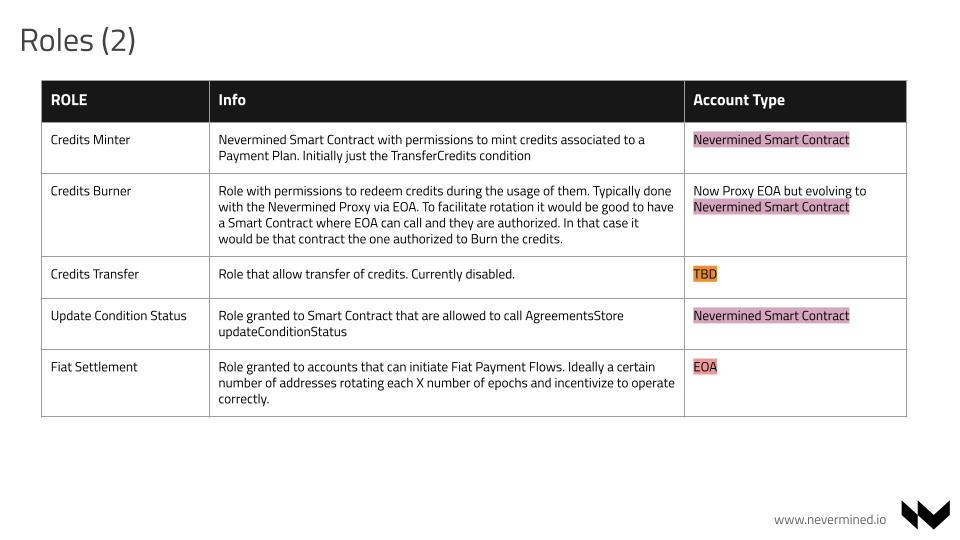 Roles (2)
ROLE
Info
Account Type
Credits Minter
Nevermined Smart Contract with permissions to mint credits associated to a
Payment Plan. Initially just the TransferCredits condition
Nevermined Smart Contract
Credits Burner
Role with permissions to redeem credits during the usage of them. Typically done
with the Nevermined Proxy via EOA. To facilitate rotation it would be good to have
a Smart Contract where EOA can call and they are authorized. In that case it
would be that contract the one authorized to Burn the credits.
Now Proxy EOA but evolving to
Nevermined Smart Contract
Credits Transfer
Role that allow transfer of credits. Currently disabled.
TBD
Update Condition Status
Role granted to Smart Contract that are allowed to call AgreementsStore
updateConditionStatus
Nevermined Smart Contract
Fiat Settlement
Role granted to accounts that can initiate Fiat Payment Flows. Ideally a certain
number of addresses rotating each X number of epochs and incentivize to operate
correctly.
EOA
www.nevermined.io